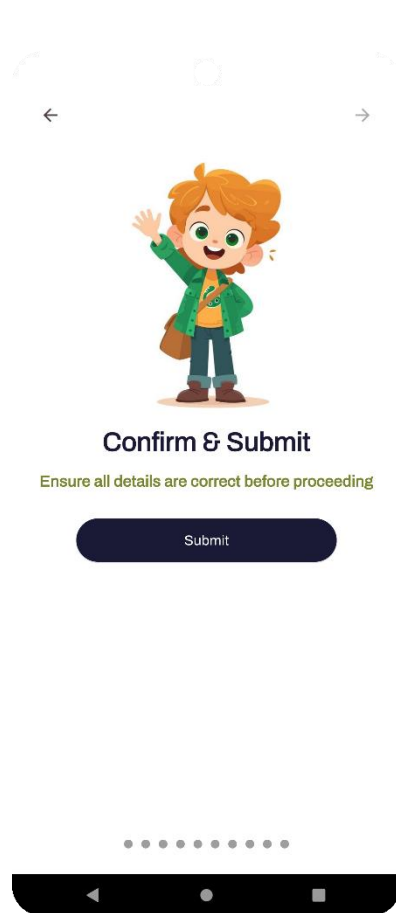 Confirm & Submit
Ensure all details are correct before proceeding
Submit